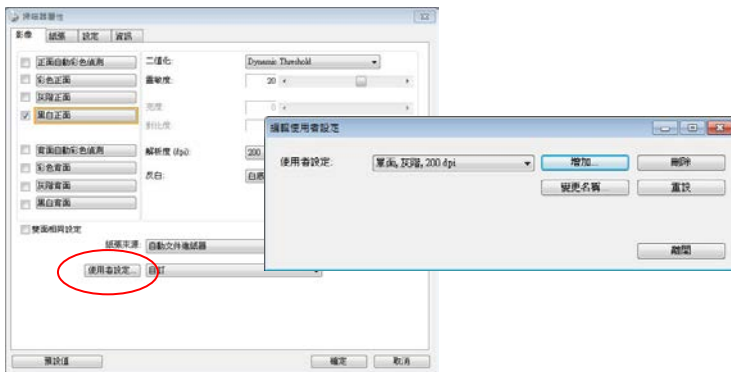 掃描器屬性
影像 紙張 設定 資訊
正面自動彩色偵測
彩色正面
灰階正面
黑白正面
背面自動彩色偵測
彩色背面
灰階背面
黑白背面
雙面相同設定
二值化: Dynamic Threshold
靈敏度: 20
亮度: 0
對比度:
解析度 (dpi): 200
反白:
紙張來源: 自動文件進紙器
使用者設定... 自訂
預設值 確定 取消
編輯使用者設定
使用者設定: 單面, 灰階, 200 dpi 增加... 刪除
變更名稱... 重設
離開